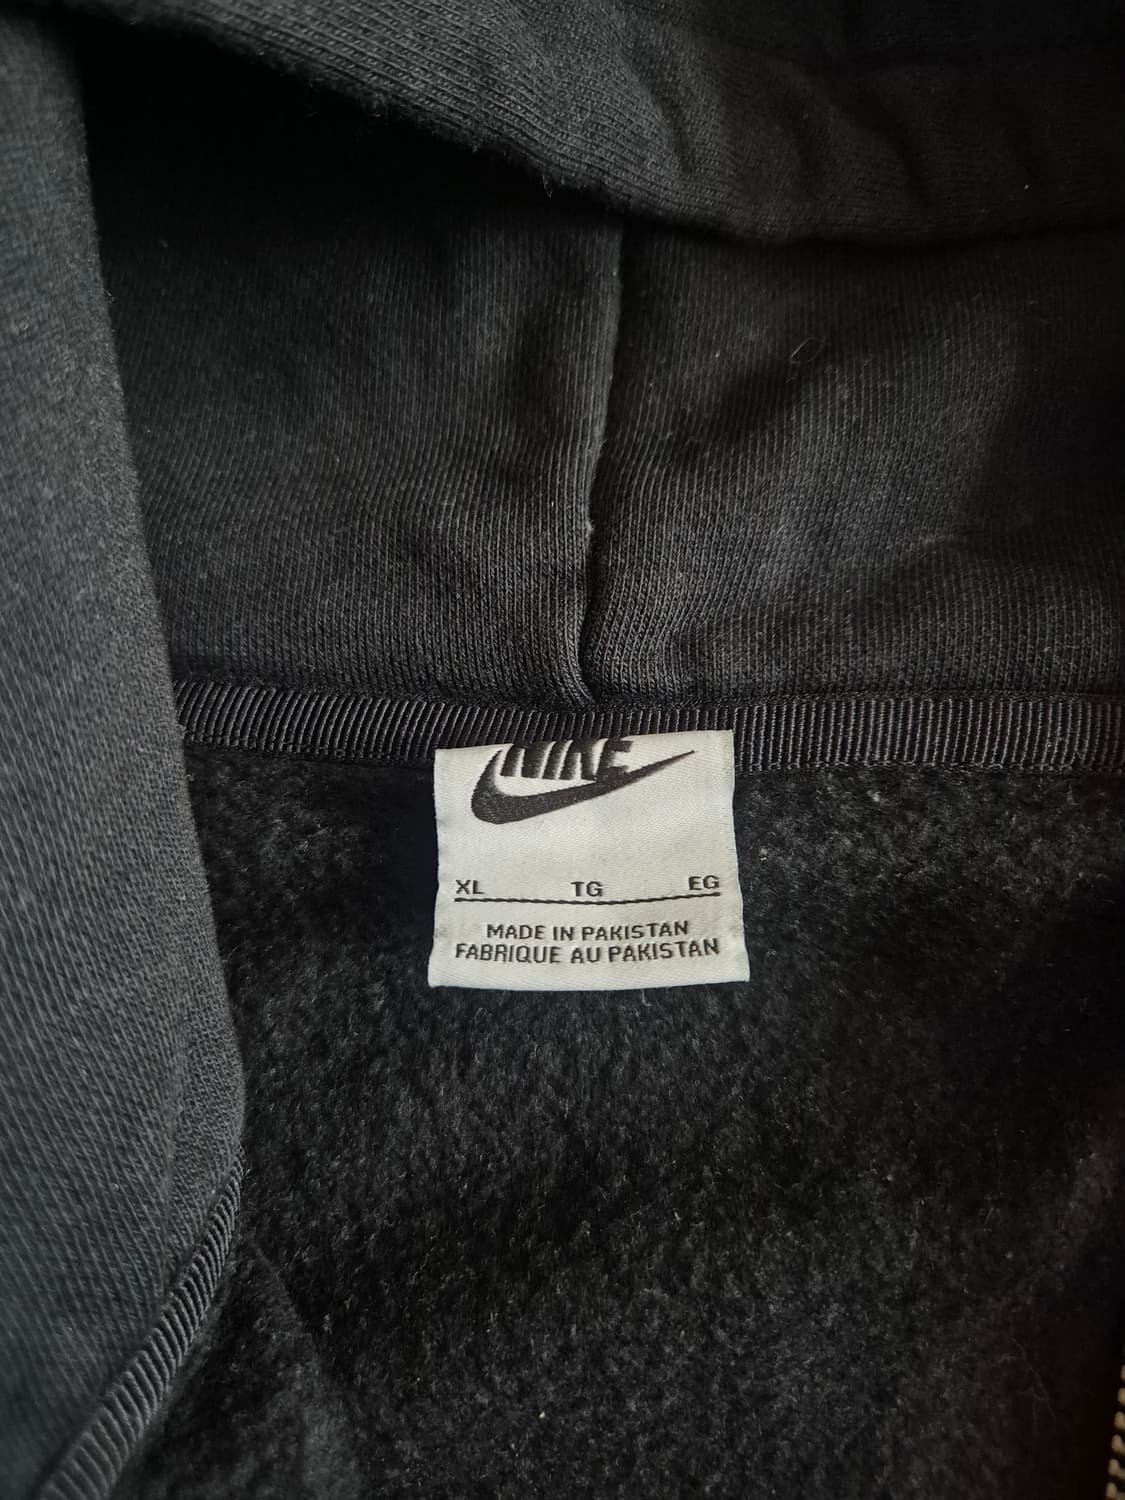 NIKE
XL TG EG
MADE IN PAKISTAN
FABRIQUE AU PAKISTAN